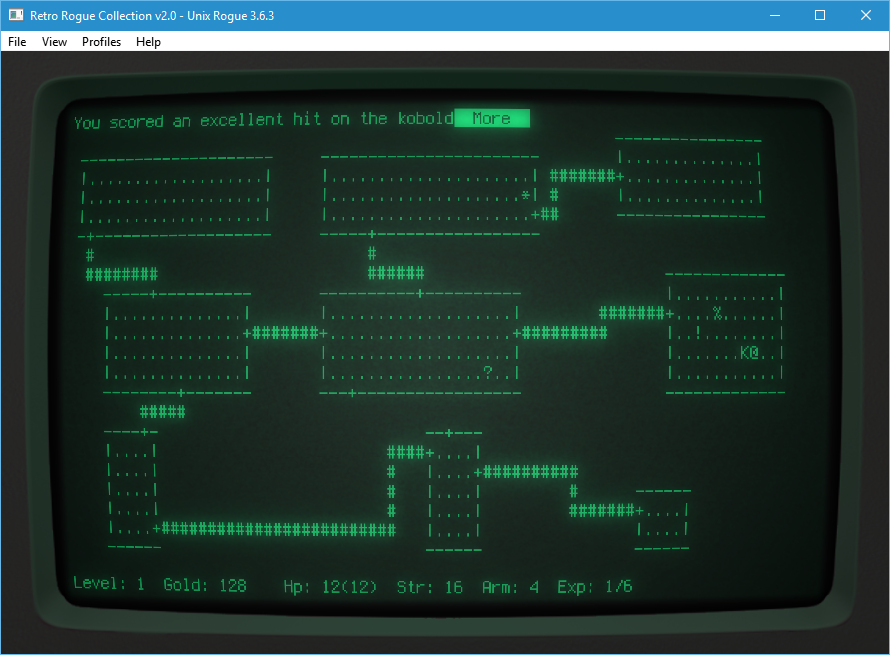 Retro Rogue Collection v2.0 - Unix Rogue 3.6.3
File View Profiles Help
You scored an excellent hit on the kobold More
Level: 1 Gold: 128 Hp: 12(12) Str: 16 Arm: 4 Exp: 1/6